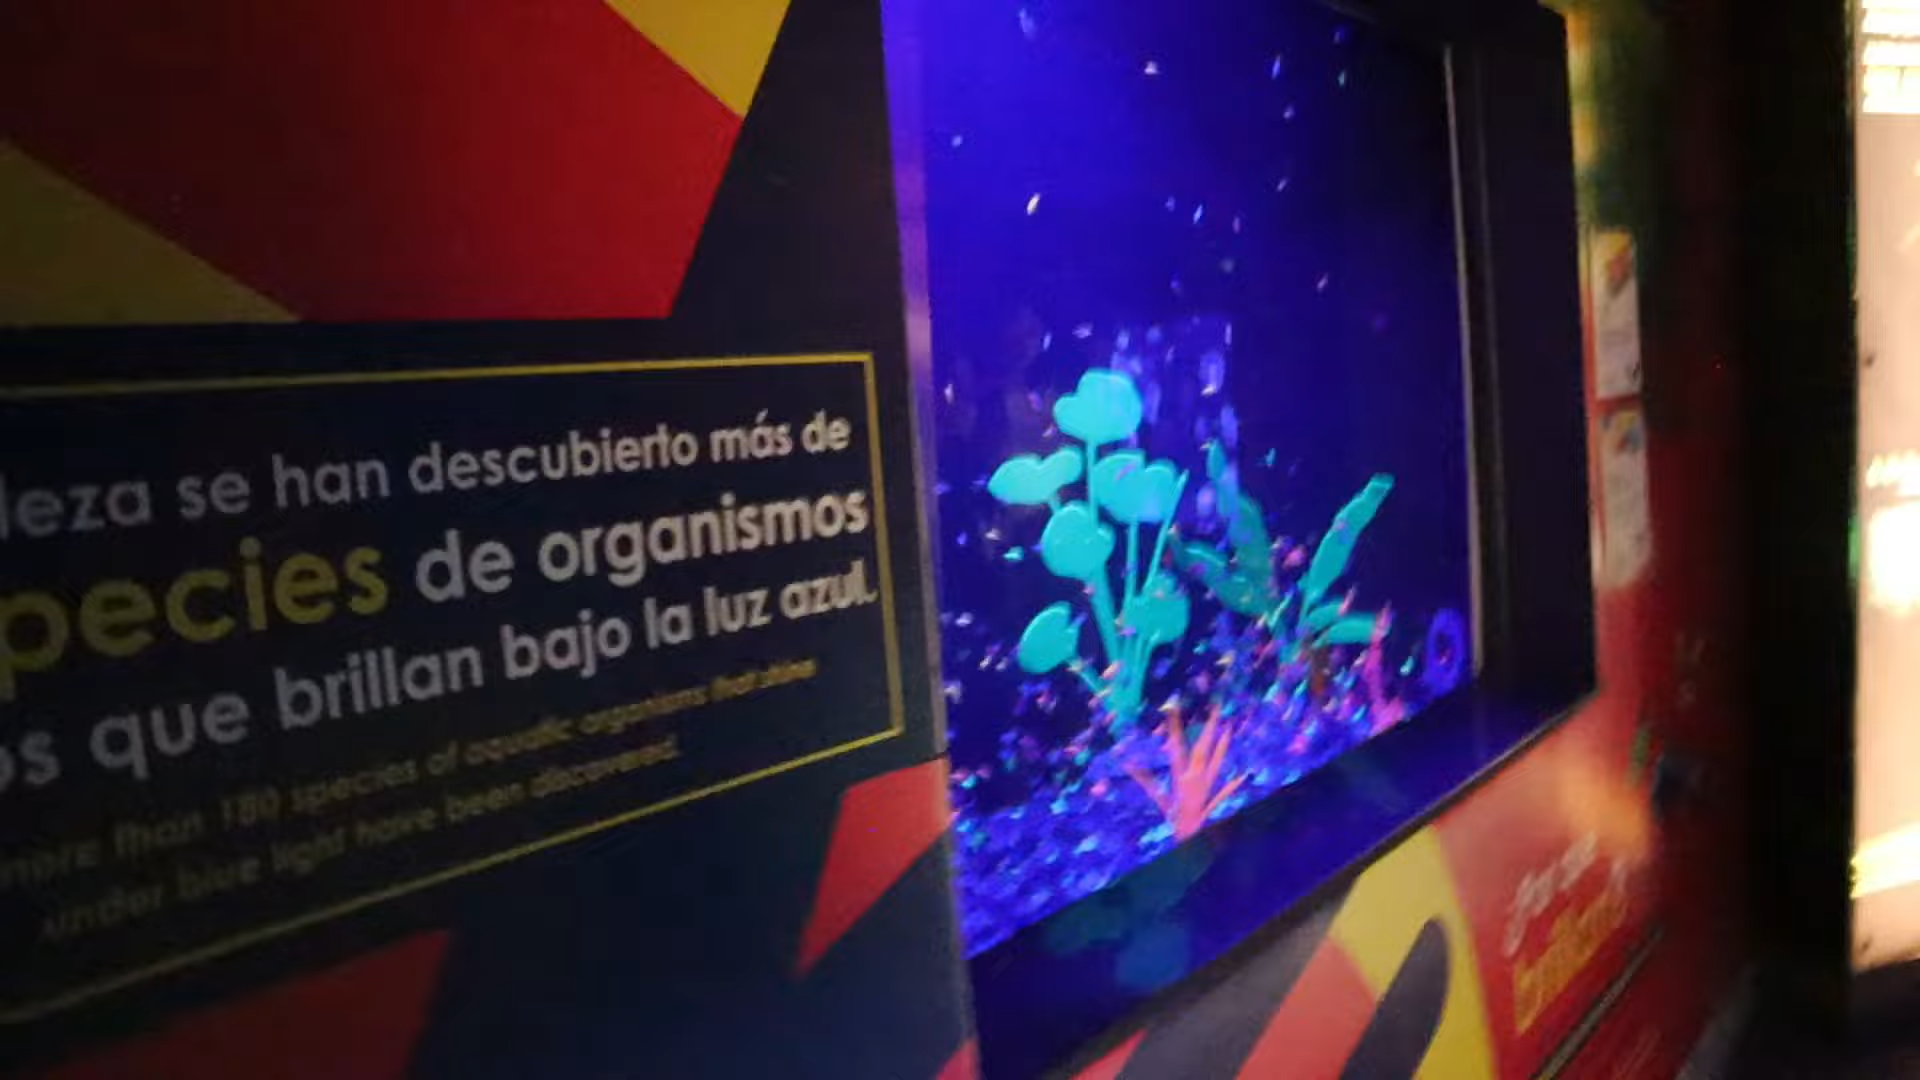 leza se han descubierto más de
pecies de organismos
os que brillan bajo la luz azul.
more than 180 species of aquatic organisms that shine
under blue light have been discovered.